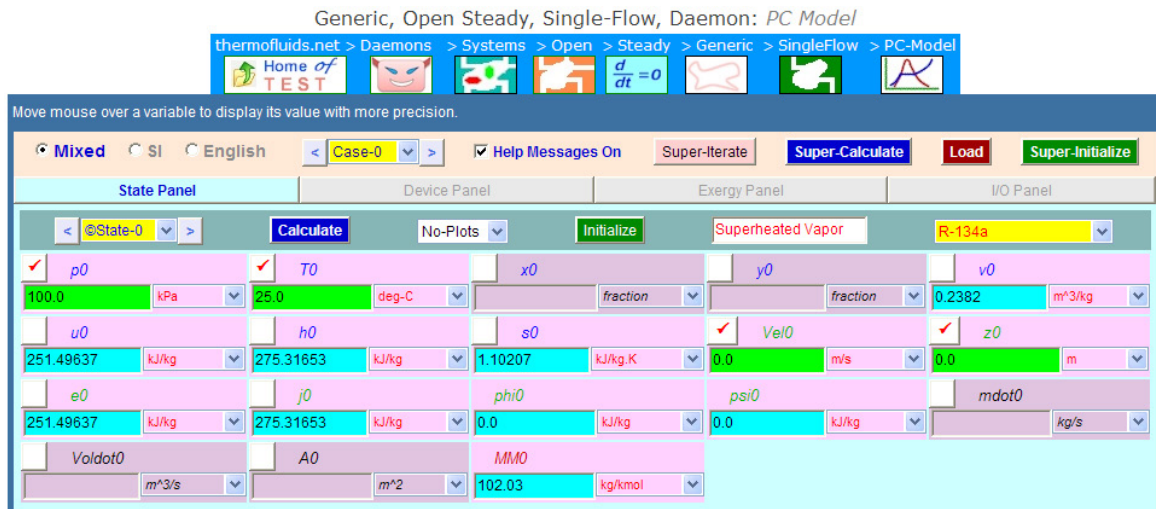 Generic, Open Steady, Single-Flow, Daemon: PC Model
thermofluids.net > Daemons > Systems > Open > Steady > Generic > SingleFlow > PC-Model
Home of TEST d/dt =0
Move mouse over a variable to display its value with more precision.
Mixed SI English < Case-0 > Help Messages On Super-Iterate Super-Calculate Load Super-Initialize
State Panel Device Panel Exergy Panel I/O Panel
< ©State-0 > Calculate No-Plots Initialize Superheated Vapor R-134a
p0 T0 x0 y0 v0
100.0 kPa 25.0 deg-C fraction fraction 0.2382 m^3/kg
u0 h0 s0 Vel0 z0
251.49637 kJ/kg 275.31653 kJ/kg 1.10207 kJ/kg.K 0.0 m/s 0.0 m
e0 j0 phi0 psi0 mdot0
251.49637 kJ/kg 275.31653 kJ/kg 0.0 kJ/kg 0.0 kJ/kg kg/s
Voldot0 A0 MM0
m^3/s m^2 102.03 kg/kmol